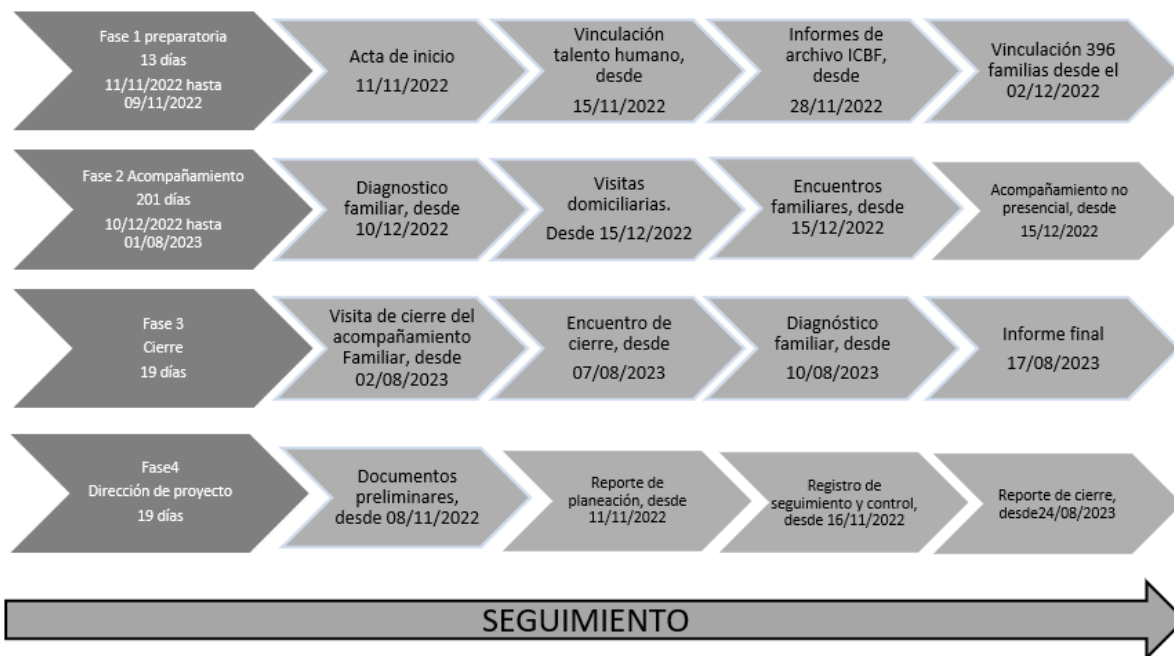 Fase 1 preparatoria
13 días
11/11/2022 hasta
09/11/2022
Acta de inicio
11/11/2022
Vinculación
talento humano,
desde
15/11/2022
Informes de
archivo ICBF,
desde
28/11/2022
Vinculación 396
familias desde el
02/12/2022
Fase 2 Acompañamiento
201 días
10/12/2022 hasta
01/08/2023
Diagnostico
familiar, desde
10/12/2022
Visitas
domiciliarias.
Desde 15/12/2022
Encuentros
familiares, desde
15/12/2022
Acompañamiento no
presencial, desde
15/12/2022
Fase 3
Cierre
19 días
Visita de cierre del
acompañamiento
Familiar, desde
02/08/2023
Encuentro de
cierre, desde
07/08/2023
Diagnóstico
familiar, desde
10/08/2023
Informe final
17/08/2023
Fase4
Dirección de proyecto
19 días
Documentos
preliminares,
desde 08/11/2022
Reporte de
planeación, desde
11/11/2022
Registro de
seguimiento y control,
desde 16/11/2022
Reporte de cierre,
desde24/08/2023
SEGUIMIENTO